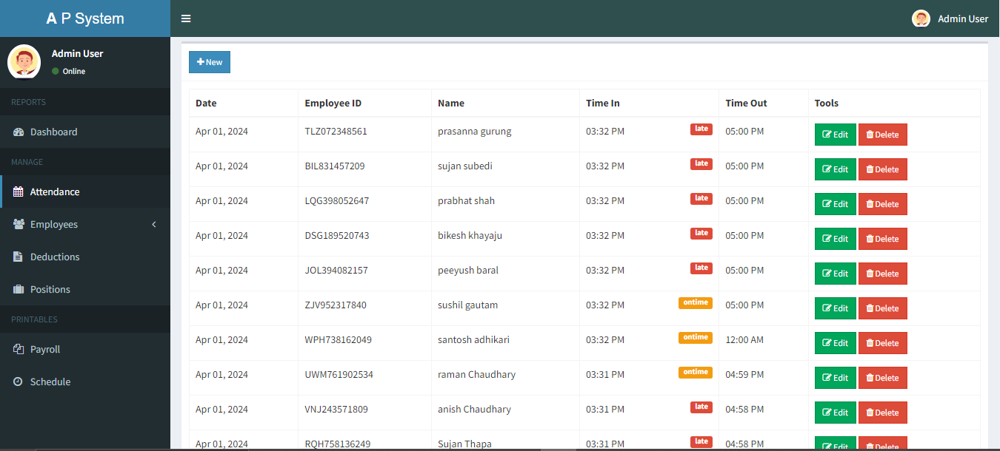 A P System
Admin User
Admin User
Online
REPORTS
Dashboard
MANAGE
Attendance
Employees
Deductions
Positions
PRINTABLES
Payroll
Schedule
New
Date Employee ID Name Time In Time Out Tools
Apr 01, 2024 TLZ072348561 prasanna gurung 03:32 PM late 05:00 PM Edit Delete
Apr 01, 2024 BIL831457209 sujan subedi 03:32 PM late 05:00 PM Edit Delete
Apr 01, 2024 LQG398052647 prabhat shah 03:32 PM late 05:00 PM Edit Delete
Apr 01, 2024 DSG189520743 bikesh khayaju 03:32 PM late 05:00 PM Edit Delete
Apr 01, 2024 JOL394082157 peeyush baral 03:32 PM late 05:00 PM Edit Delete
Apr 01, 2024 ZJV952317840 sushil gautam 03:32 PM ontime 05:00 PM Edit Delete
Apr 01, 2024 WPH738162049 santosh adhikari 03:32 PM ontime 12:00 AM Edit Delete
Apr 01, 2024 UWM761902534 raman Chaudhary 03:31 PM ontime 04:59 PM Edit Delete
Apr 01, 2024 VNJ243571809 anish Chaudhary 03:31 PM late 04:58 PM Edit Delete
Apr 01, 2024 RQH758136249 Sujan Thapa 03:31 PM late 04:58 PM Edit Delete